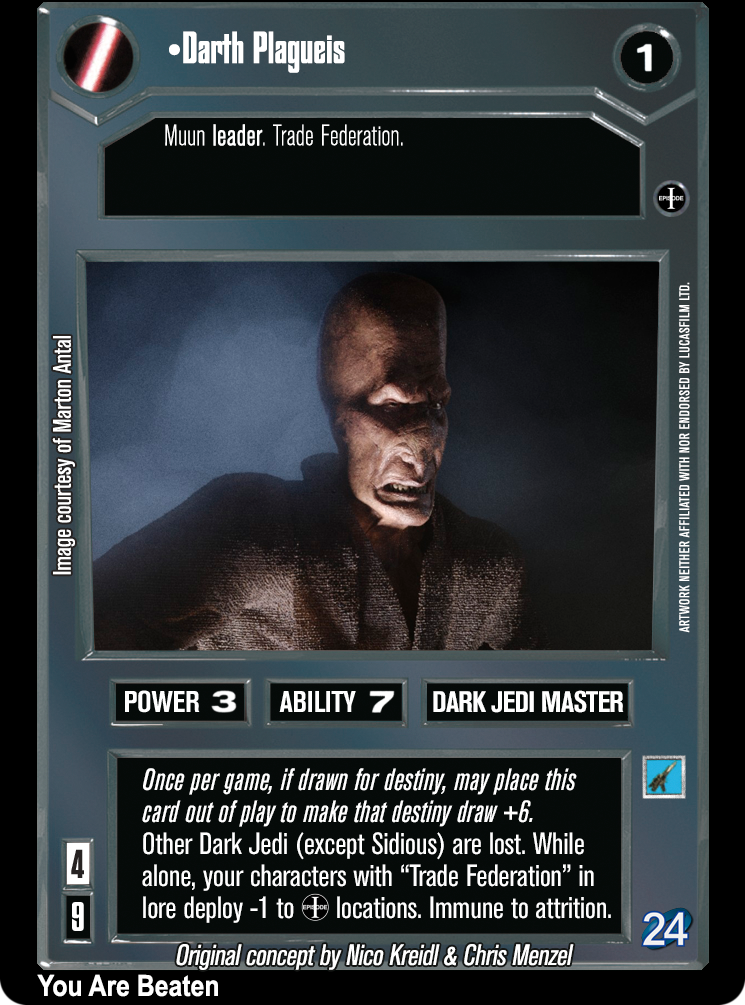 •Darth Plagueis
1
Muun leader. Trade Federation.
EPISODE I
Image courtesy of Marton Antal
ARTWORK NEITHER AFFILIATED WITH NOR ENDORSED BY LUCASFILM LTD.
POWER 3
ABILITY 7
DARK JEDI MASTER
Once per game, if drawn for destiny, may place this
card out of play to make that destiny draw +6.
Other Dark Jedi (except Sidious) are lost. While
alone, your characters with “Trade Federation” in
lore deploy -1 to EPISODE I locations. Immune to attrition.
4
9
24
Original concept by Nico Kreidl & Chris Menzel
You Are Beaten